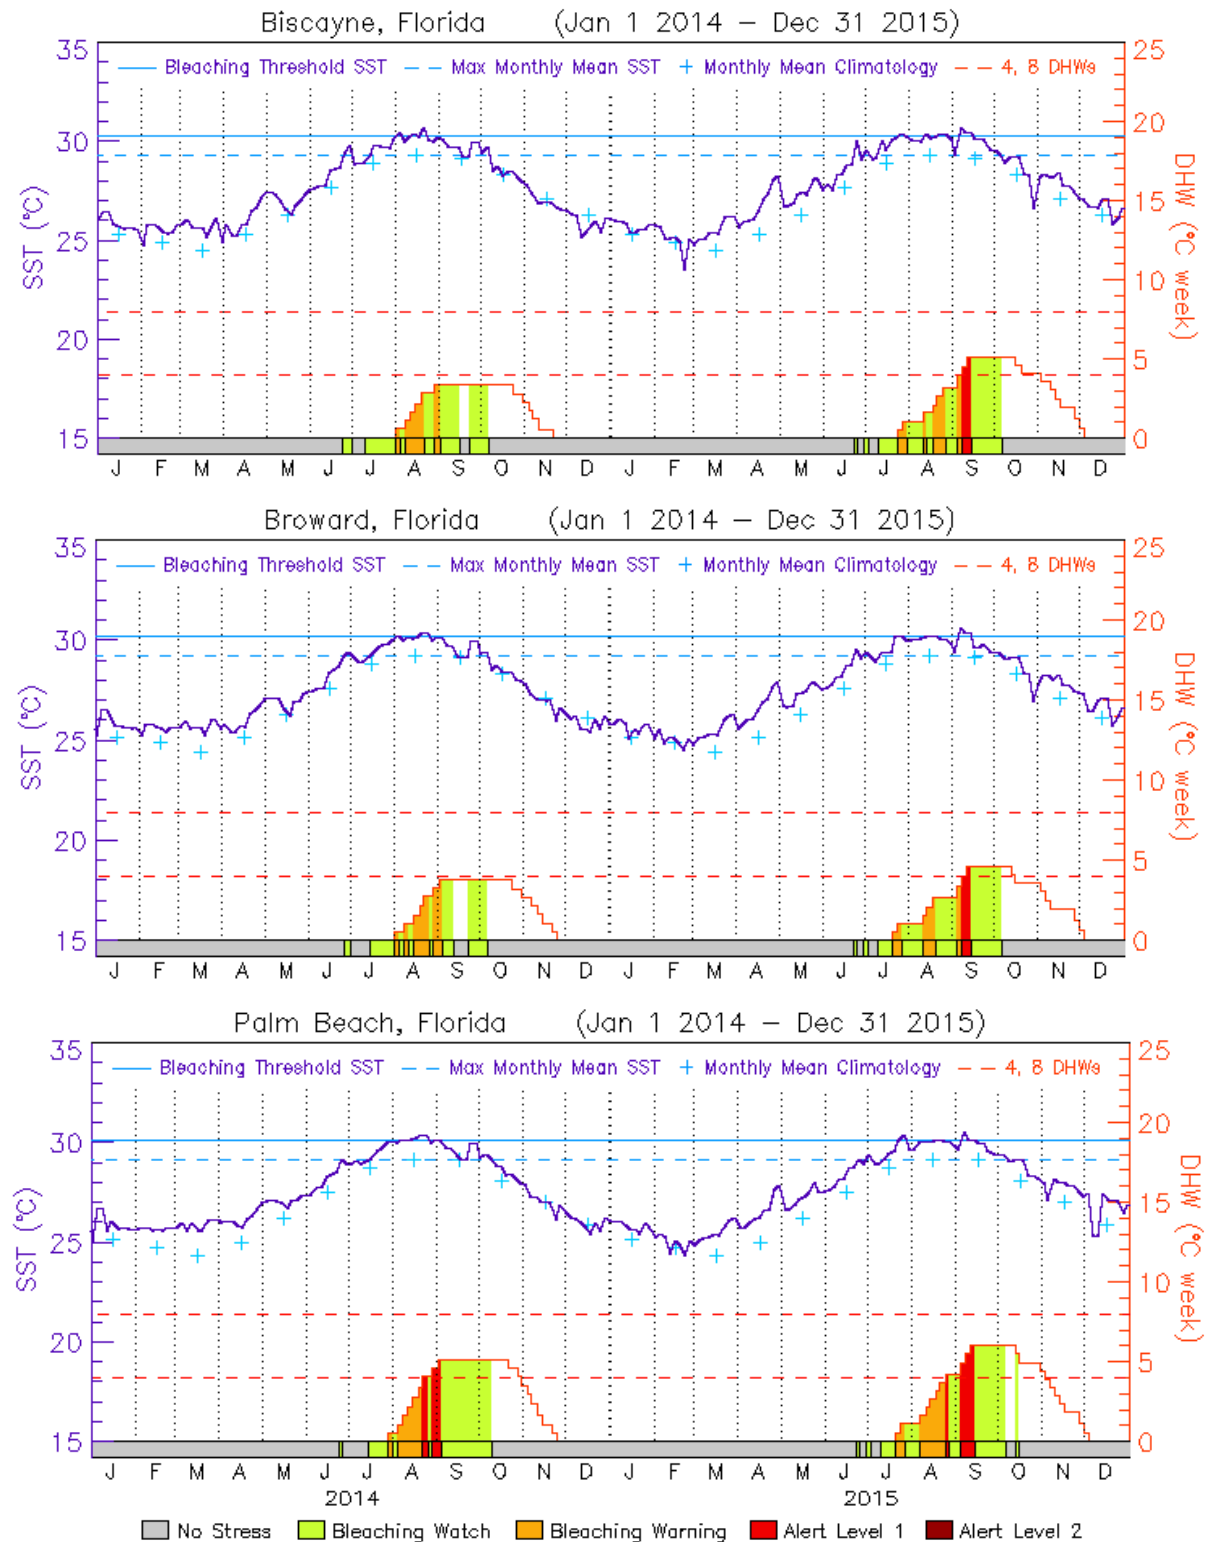 Biscayne, Florida (Jan 1 2014 – Dec 31 2015)
35 25
Bleaching Threshold SST Max Monthly Mean SST + Monthly Mean Climatology 4, 8 DHWs
30 20
25 15
SST (°C) DHW (°C week)
10
20
5
15 0
J F M A M J J A S O N D J F M A M J J A S O N D
Broward, Florida (Jan 1 2014 – Dec 31 2015)
35 25
Bleaching Threshold SST Max Monthly Mean SST + Monthly Mean Climatology 4, 8 DHWs
30 20
25 15
SST (°C) DHW (°C week)
10
20
5
15 0
J F M A M J J A S O N D J F M A M J J A S O N D
Palm Beach, Florida (Jan 1 2014 – Dec 31 2015)
35 25
Bleaching Threshold SST Max Monthly Mean SST + Monthly Mean Climatology 4, 8 DHWs
30 20
25 15
SST (°C) DHW (°C week)
10
20
5
15 0
J F M A M J J A S O N D J F M A M J J A S O N D
2014 2015
No Stress Bleaching Watch Bleaching Warning Alert Level 1 Alert Level 2